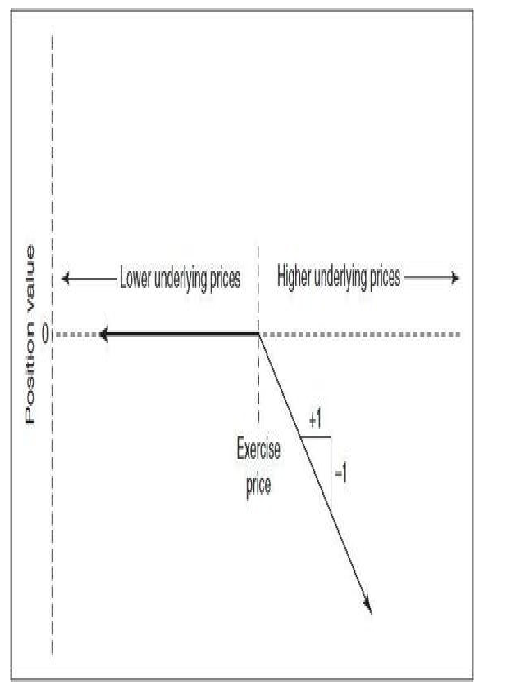 Lower underlying prices
Higher underlying prices
Position value
0
+1
Exercise
price
–1